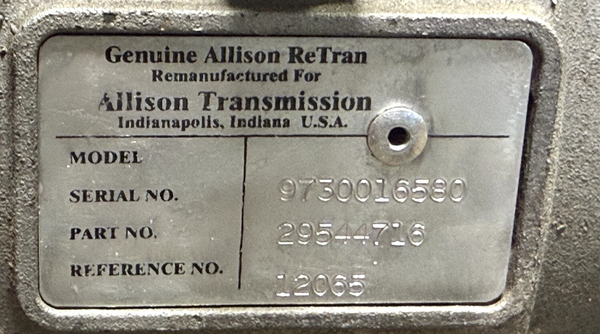 Genuine Allison ReTran
Remanufactured For
Allison Transmission
Indianapolis, Indiana U.S.A.
MODEL
SERIAL NO. 9730016580
PART NO. 29544716
REFERENCE NO. 12065